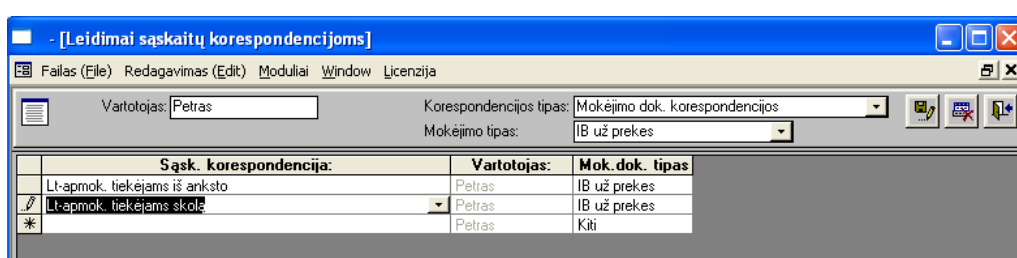 - [Leidimai sąskaitų korespondencijoms]
Failas (File) Redagavimas (Edit) Moduliai Window Licenzija
Vartotojas: Petras Korespondencijos tipas: Mokėjimo dok. korespondencijos
Mokėjimo tipas: IB už prekes
Sąsk. korespondencija: Vartotojas: Mok.dok. tipas
Lt-apmok. tiekėjams iš anksto Petras IB už prekes
Lt-apmok. tiekėjams skolą Petras IB už prekes
Petras Kiti